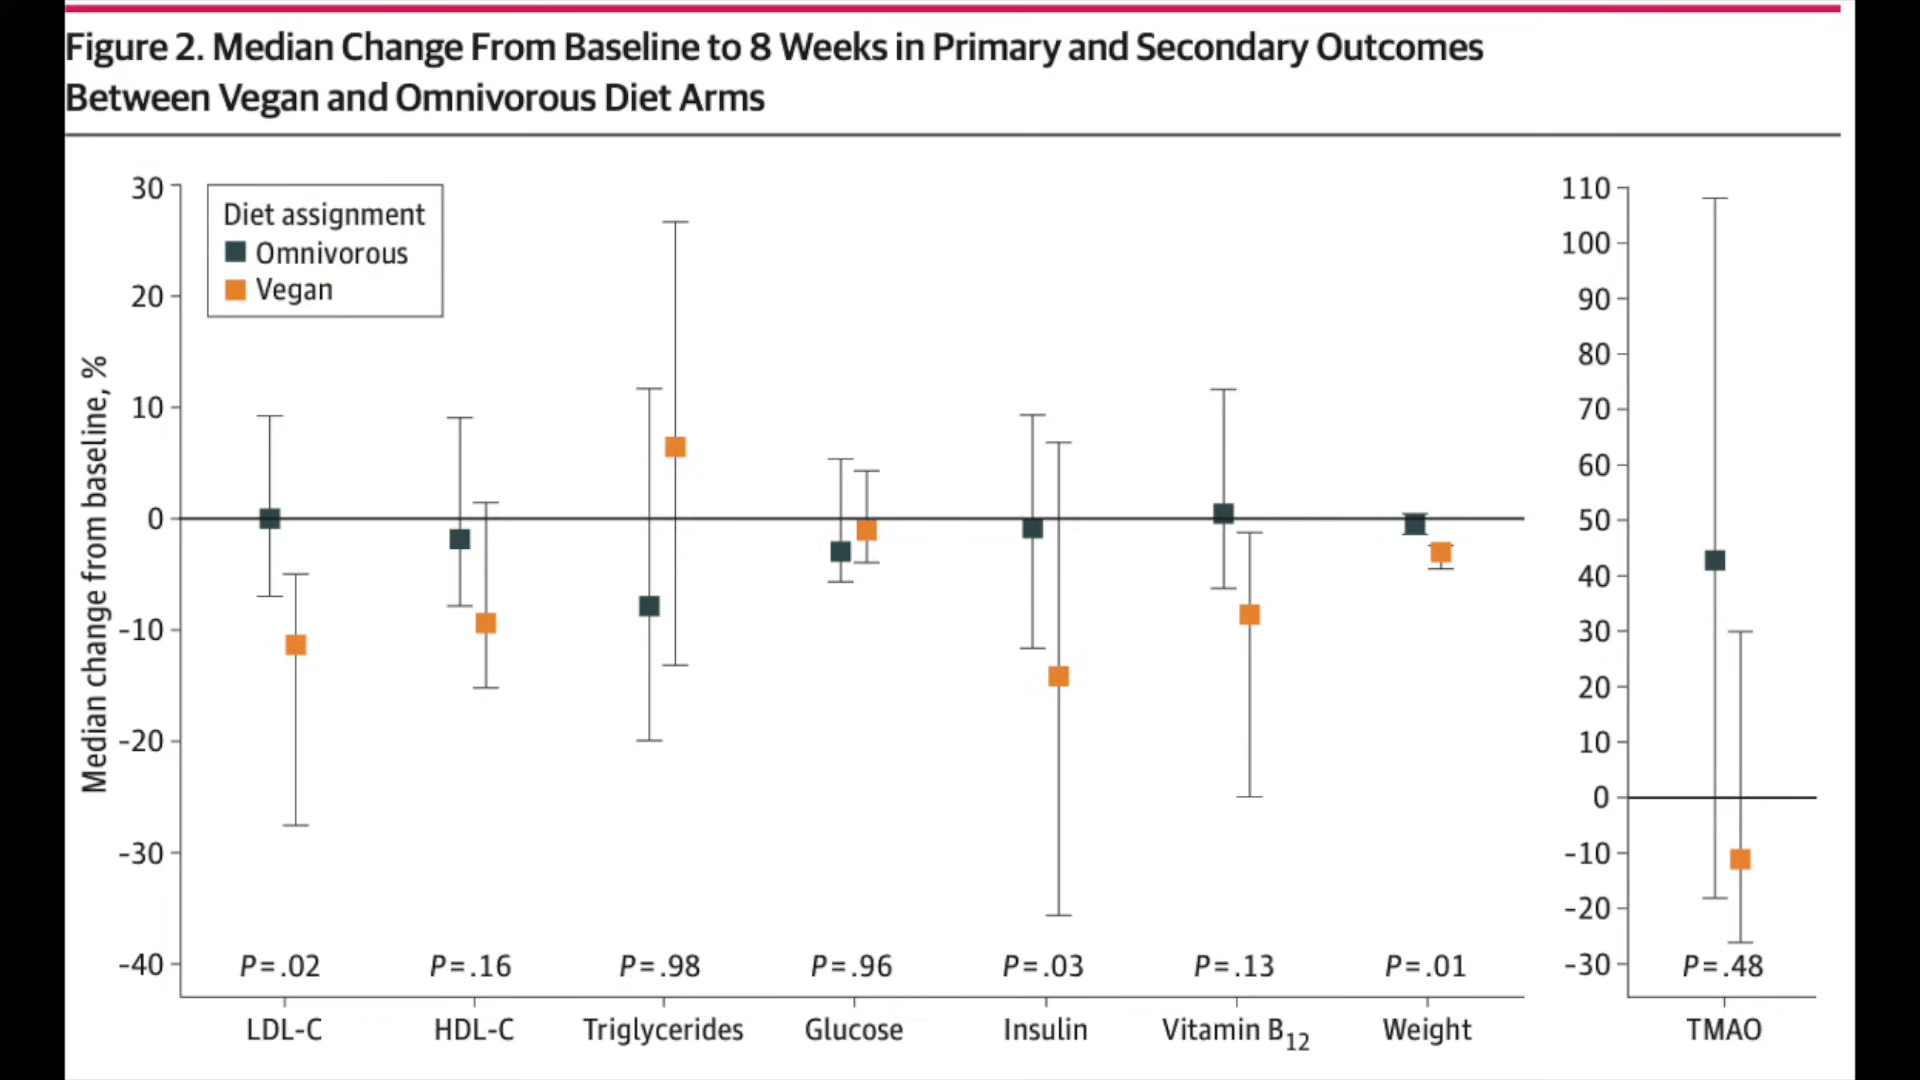 Figure 2. Median Change From Baseline to 8 Weeks in Primary and Secondary Outcomes
Between Vegan and Omnivorous Diet Arms
Diet assignment
Omnivorous
Vegan
Median change from baseline, %
30
20
10
0
-10
-20
-30
-40
P=.02
P=.16
P=.98
P=.96
P=.03
P=.13
P=.01
LDL-C
HDL-C
Triglycerides
Glucose
Insulin
Vitamin B12
Weight
110
100
90
80
70
60
50
40
30
20
10
0
-10
-20
-30
P=.48
TMAO